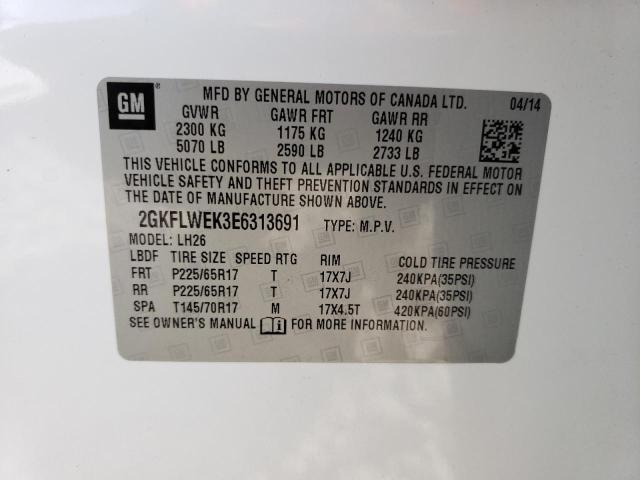 GM ®
MFD BY GENERAL MOTORS OF CANADA LTD. 04/14
GVWR GAWR FRT GAWR RR
2300 KG 1175 KG 1240 KG
5070 LB 2590 LB 2733 LB
THIS VEHICLE CONFORMS TO ALL APPLICABLE U.S. FEDERAL MOTOR
VEHICLE SAFETY AND THEFT PREVENTION STANDARDS IN EFFECT ON
THE DATE OF MANUFACTURE SHOWN ABOVE.
2GKFLWEK3E6313691 TYPE: M.P.V.
MODEL: LH26
LBDF TIRE SIZE SPEED RTG RIM COLD TIRE PRESSURE
FRT P225/65R17 T 17X7J 240KPA(35PSI)
RR P225/65R17 T 17X7J 240KPA(35PSI)
SPA T145/70R17 M 17X4.5T 420KPA(60PSI)
SEE OWNER'S MANUAL i FOR MORE INFORMATION.